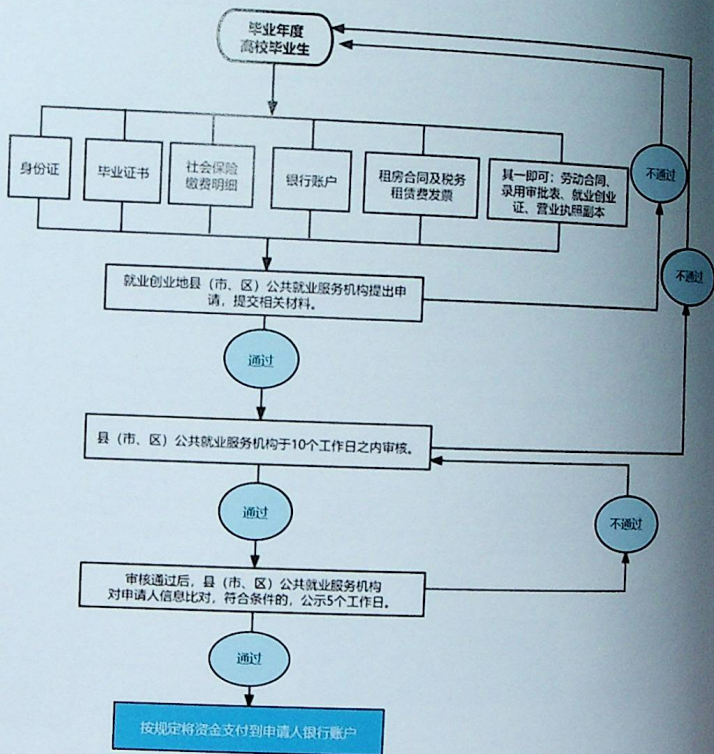 毕业年度
高校毕业生
身份证
毕业证书
社会保险
缴费明细
银行账户
租房合同及税务
租赁费发票
其一即可：劳动合同、
录用审批表、就业创业
证、营业执照副本
不通过
不通过
就业创业地县（市、区）公共就业服务机构提出申
请，提交相关材料。
通过
县（市、区）公共就业服务机构于10个工作日之内审核。
通过
不通过
审核通过后，县（市、区）公共就业服务机构
对申请人信息比对，符合条件的，公示5个工作日。
通过
按规定将资金支付到申请人银行账户